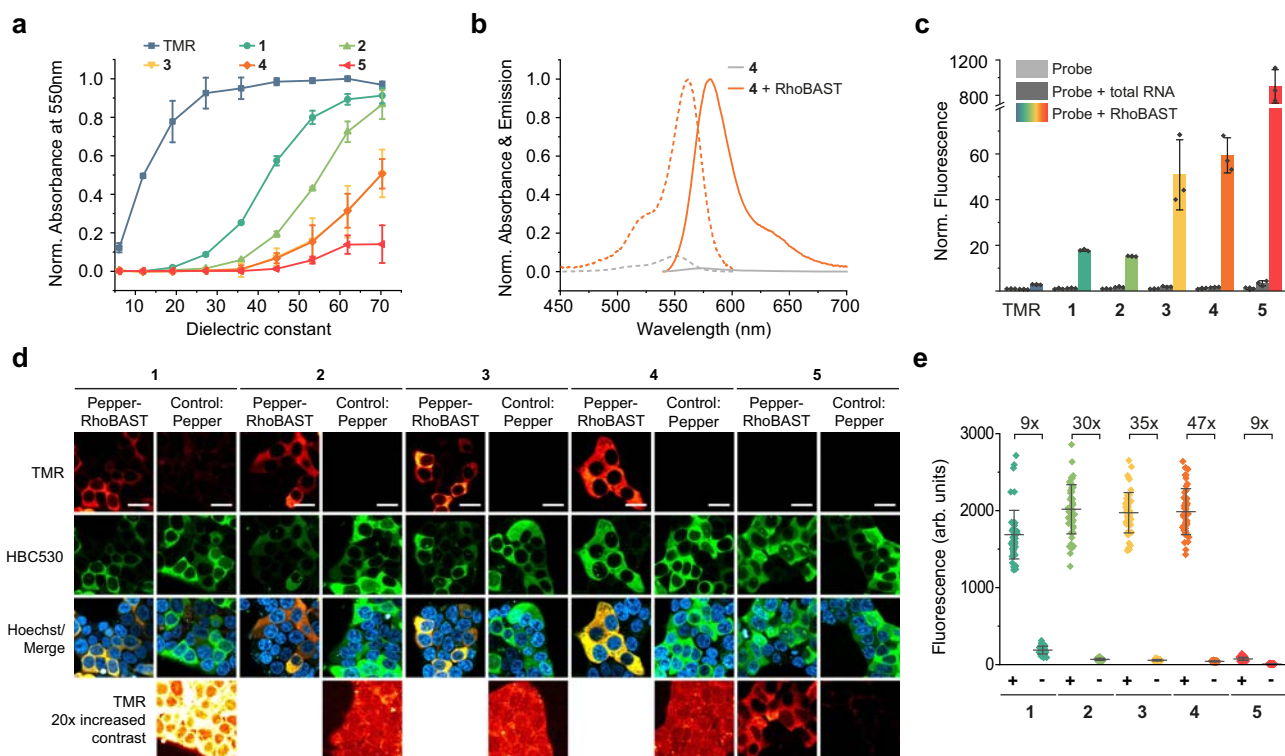 a
TMR 1 2
3 4 5
Norm. Absorbance at 550nm
1.0
0.8
0.6
0.4
0.2
0.0
10 20 30 40 50 60 70
Dielectric constant
b
4
4 + RhoBAST
Norm. Absorbance & Emission
1.0
0.8
0.6
0.4
0.2
0.0
450 500 550 600 650 700
Wavelength (nm)
c
Probe
Probe + total RNA
Probe + RhoBAST
Norm. Fluorescence
1200
800
60
40
20
TMR 1 2 3 4 5
d
1 2 3 4 5
Pepper-RhoBAST Control: Pepper Pepper-RhoBAST Control: Pepper Pepper-RhoBAST Control: Pepper Pepper-RhoBAST Control: Pepper Pepper-RhoBAST Control: Pepper
TMR
HBC530
Hoechst/
Merge
TMR
20x increased
contrast
e
9x 30x 35x 47x 9x
Fluorescence (arb. units)
3000
2000
1000
0
+ - + - + - + - + -
1 2 3 4 5